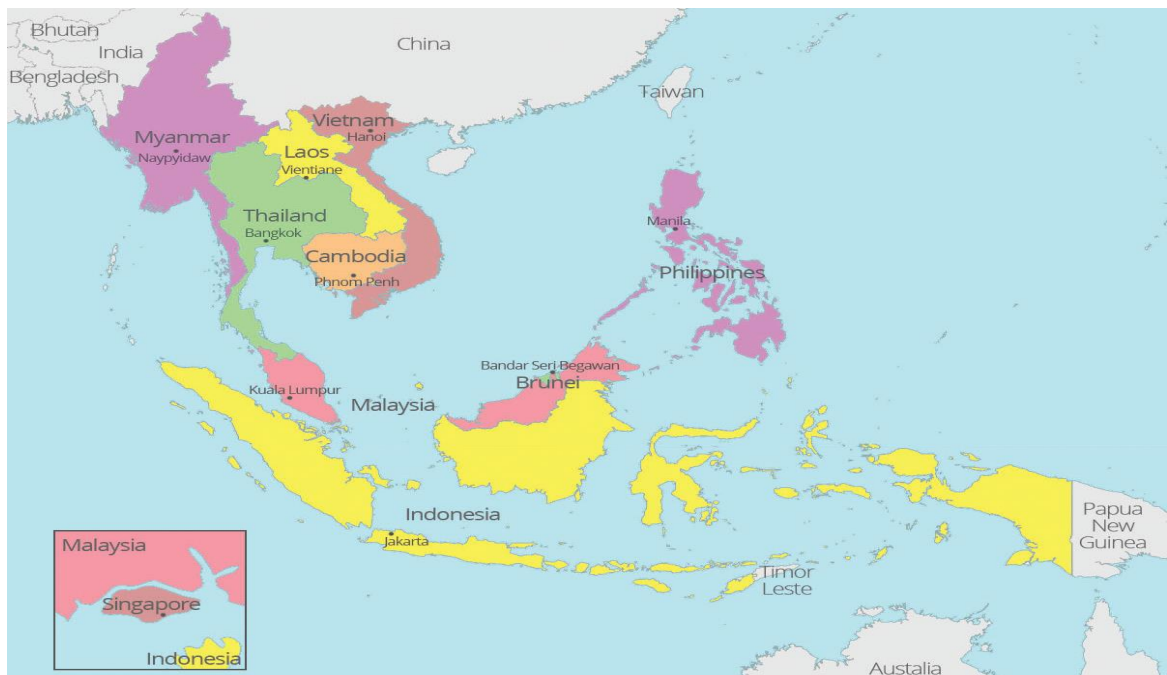 Bhutan
India
China
Bengladesh
Taiwan
Vietnam
Hanoi
Myanmar
Naypyidaw
Laos
Vientiane
Thailand
Bangkok
Manila
Cambodia
Phnom Penh
Philippines
Bandar Seri Begawan
Brunei
Kuala Lumpur
Malaysia
Indonesia
Jakarta
Papua
New
Guinea
Timor
Leste
Malaysia
Singapore
Indonesia
Austalia